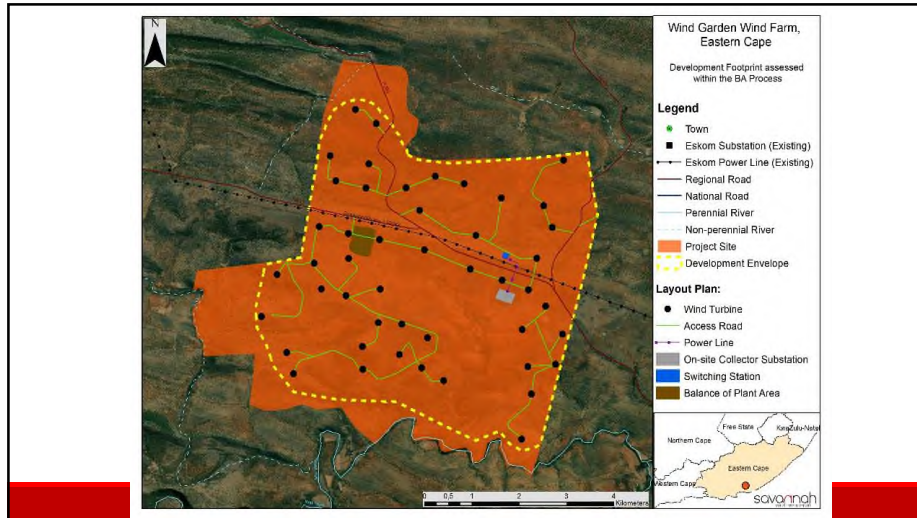 Wind Garden Wind Farm,
Eastern Cape
Development Footprint assessed
within the BA Process
Legend
Town
Eskom Substation (Existing)
Eskom Power Line (Existing)
Regional Road
National Road
Perennial River
Non-perennial River
Project Site
Development Envelope
Layout Plan:
Wind Turbine
Access Road
Power Line
On-site Collector Substation
Switching Station
Balance of Plant Area
N
0 0,5 1 2 3 4
Kilometers
Free State
KwaZulu-Natal
Northern Cape
Eastern Cape
Western Cape
savannah